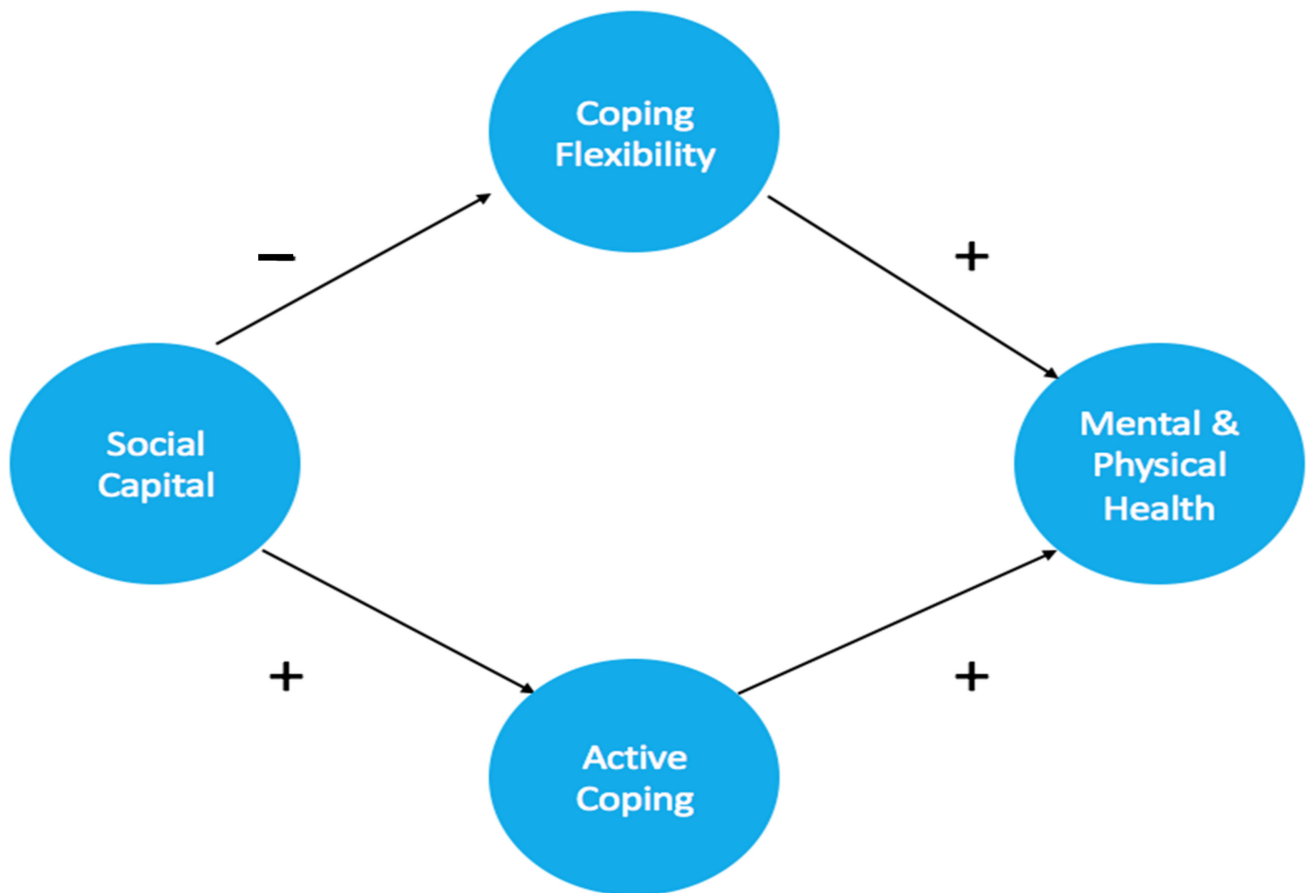 Coping
Flexibility
−
+
Social
Capital
Mental &
Physical
Health
+
+
Active
Coping